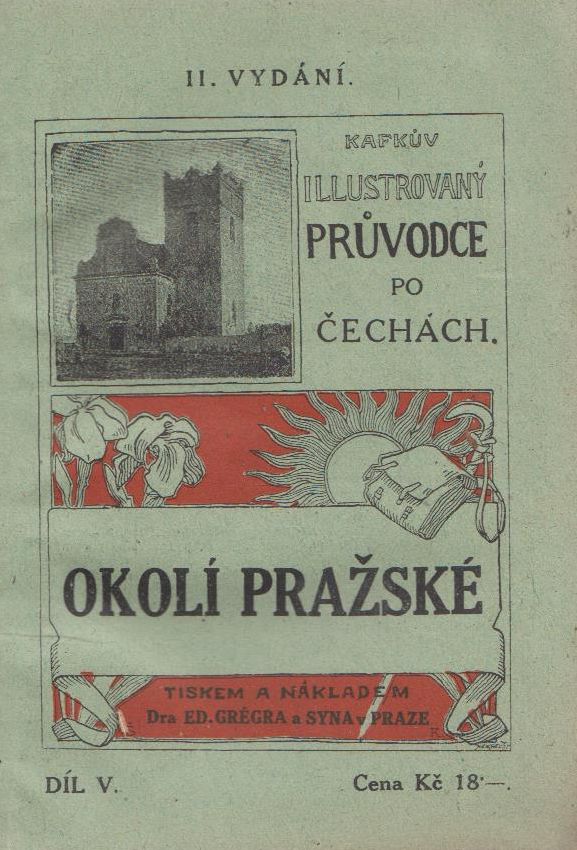 II. VYDÁNÍ.
KAFKŮV
ILLUSTROVANÝ
PRŮVODCE
PO
ČECHÁCH.
OKOLÍ PRAŽSKÉ
TISKEM A NÁKLADEM
Dra ED. GRÉGRA a SYNA v PRAZE
DÍL V.
Cena Kč 18·—.